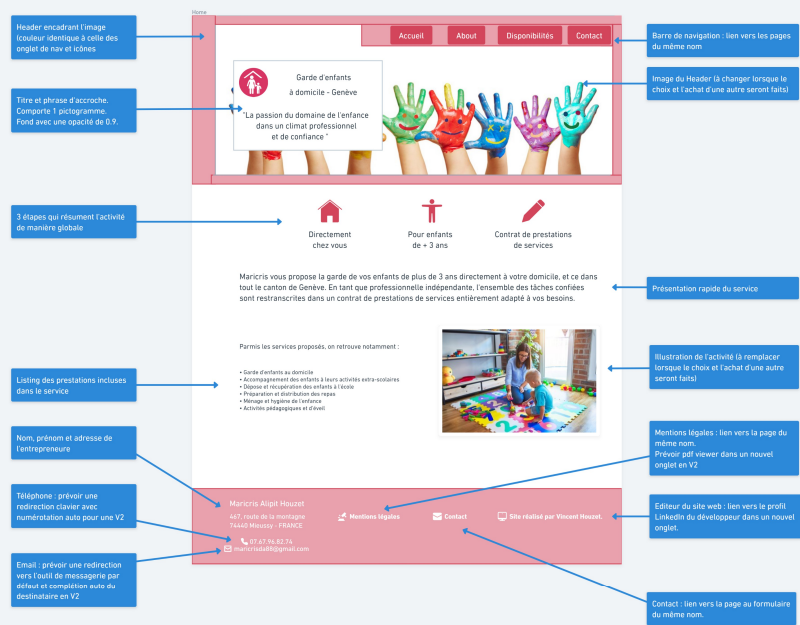 Home
Header encadrant l'image
(couleur identique à celle des
onglet de nav et icônes
Accueil
About
Disponibilités
Contact
Barre de navigation : lien vers les pages
du même nom
Image du Header (à changer lorsque le
choix et l'achat d'une autre seront faits)
Titre et phrase d'accroche.
Comporte 1 pictogramme.
Fond avec une opacité de 0.9.
Garde d'enfants
à domicile - Genève
"La passion du domaine de l'enfance
dans un climat professionnel
et de confiance "
3 étapes qui résument l'activité
de manière globale
Directement
chez vous
Pour enfants
de + 3 ans
Contrat de prestations
de services
Maricris vous propose la garde de vos enfants de plus de 3 ans directement à votre domicile, et ce dans
tout le canton de Genève. En tant que professionnelle indépendante, l'ensemble des tâches confiées
sont restranscrites dans un contrat de prestations de services entièrement adapté à vos besoins.
Présentation rapide du service
Parmis les services proposés, on retrouve notamment :
• Garde d'enfants au domicile
• Accompagnement des enfants à leurs activités extra-scolaires
• Dépose et récupération des enfants à l'école
• Préparation et distribution des repas
• Ménage et hygiène de l'enfance
• Activités pédagogiques et d'éveil
Listing des prestations incluses
dans le service
Illustration de l'activité (à remplacer
lorsque le choix et l'achat d'une autre
seront faits)
Nom, prénom et adresse de
l'entrepreneure
Mentions légales : lien vers la page du
même nom.
Prévoir pdf viewer dans un nouvel
onglet en V2
Téléphone : prévoir une
redirection clavier avec
numérotation auto pour une V2
Maricris Alipit Houzet
467, route de la montagne
74440 Mieussy - FRANCE
07.67.96.82.74
maricrisda88@gmail.com
Mentions légales
Contact
Site réalisé par Vincent Houzet.
Editeur du site web : lien vers le profil
LinkedIn du développeur dans un nouvel
onglet.
Email : prévoir une redirection
vers l'outil de messagerie par
défaut et complétion auto du
destinataire en V2
Contact : lien vers la page au formulaire
du même nom.